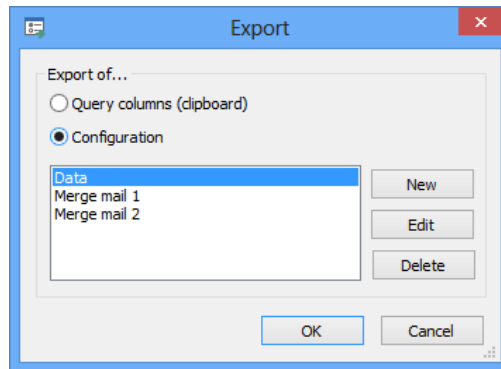 Export
Export of...
Query columns (clipboard)
Configuration
Data
Merge mail 1
Merge mail 2
New
Edit
Delete
OK
Cancel